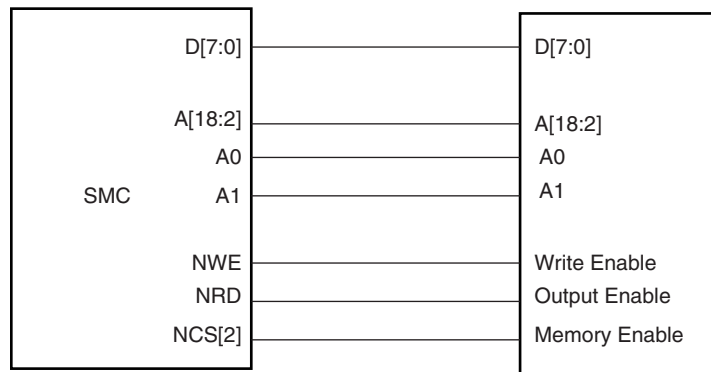 D[7:0] D[7:0]
A[18:2] A[18:2]
A0 A0
SMC A1 A1
NWE Write Enable
NRD Output Enable
NCS[2] Memory Enable